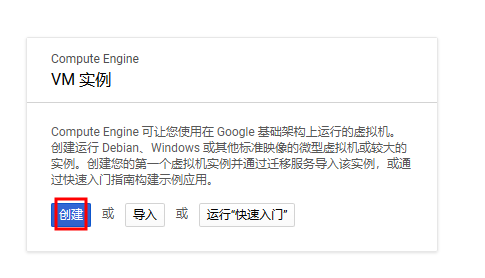 Compute Engine
VM 实例
Compute Engine 可让您使用在 Google 基础架构上运行的虚拟机。
创建运行 Debian、Windows 或其他标准映像的微型虚拟机或较大的
实例。创建您的第一个虚拟机实例并通过迁移服务导入该实例，或通
过快速入门指南构建示例应用。
创建 或 导入 或 运行“快速入门”